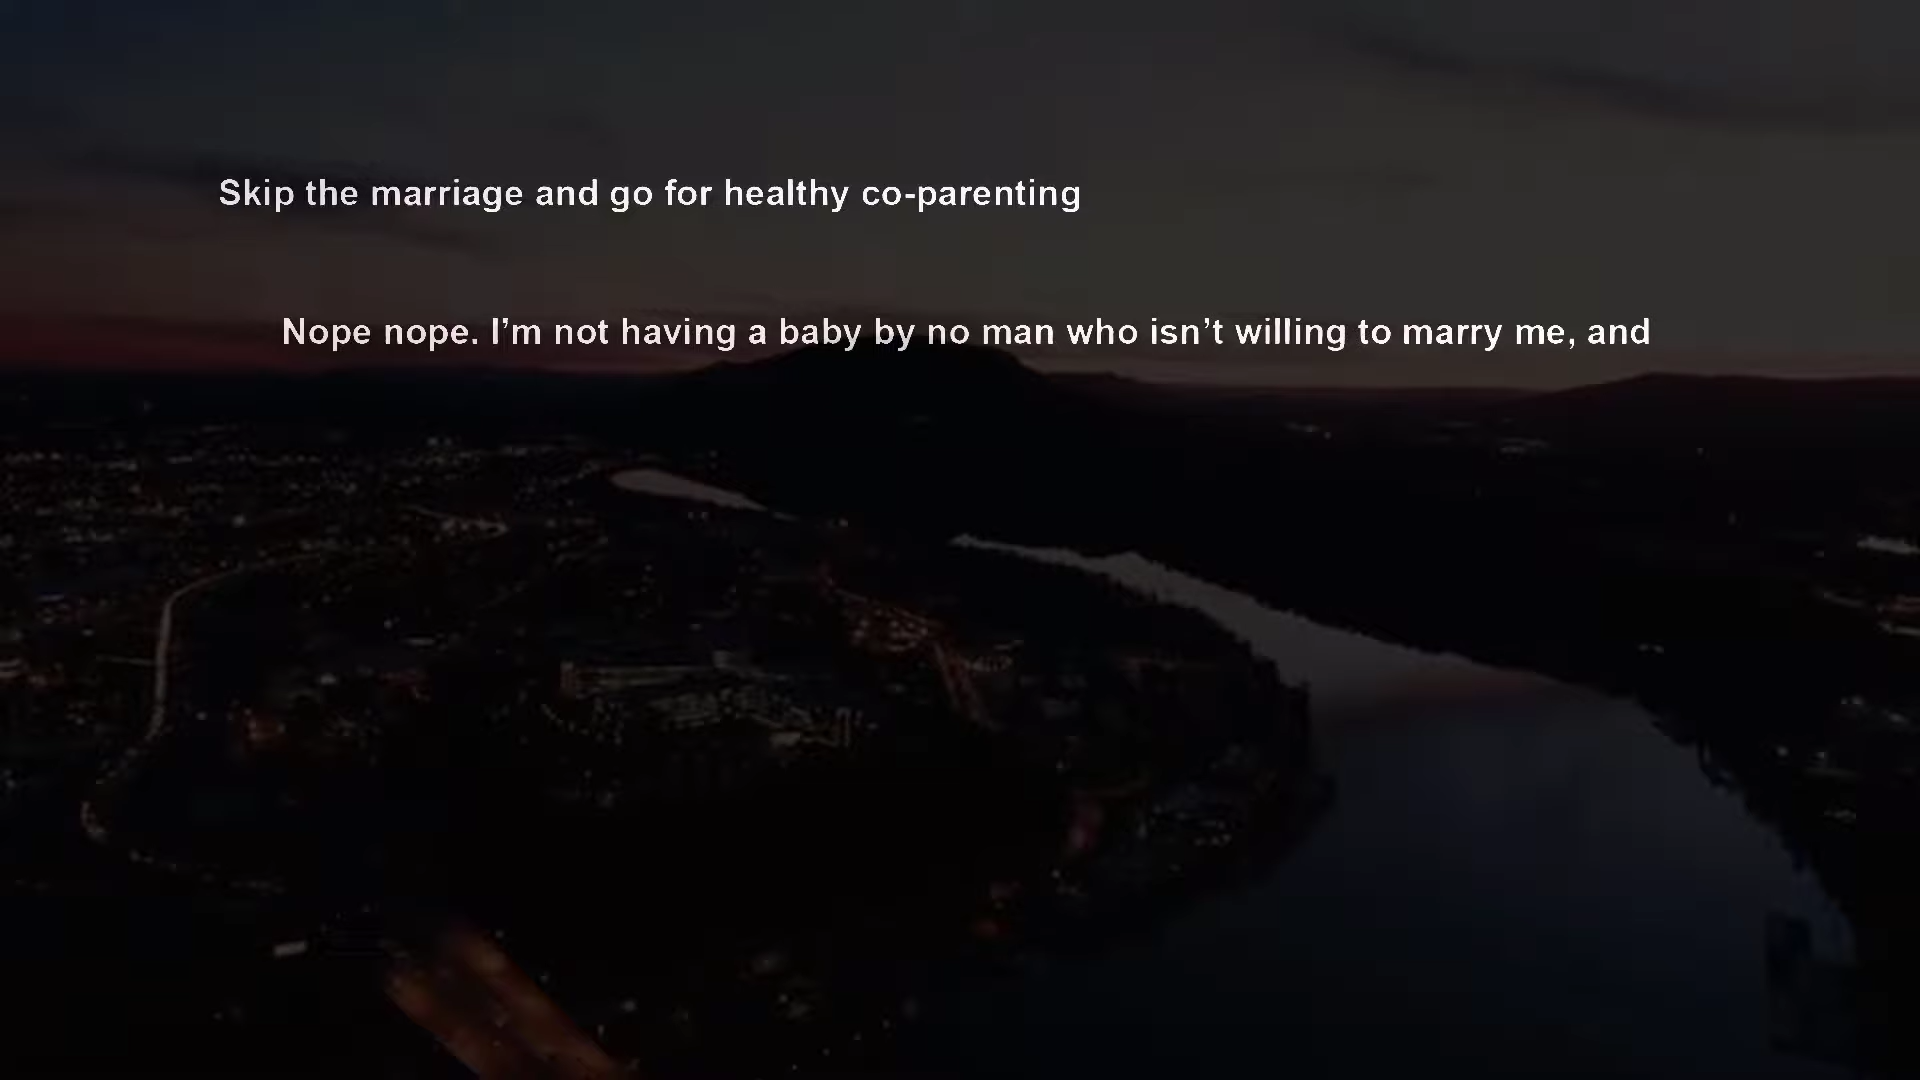 Skip the marriage and go for healthy co-parenting
Nope nope. I’m not having a baby by no man who isn’t willing to marry me, and